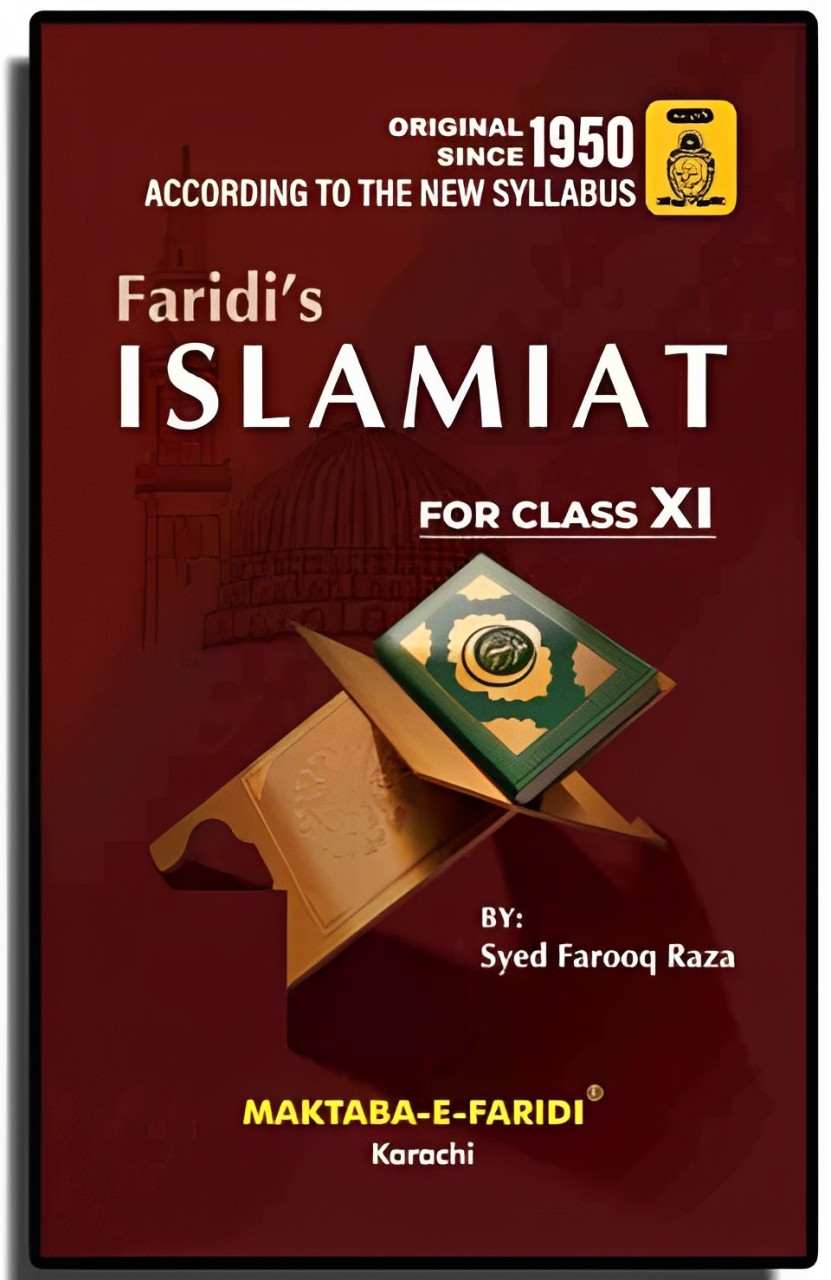 ORIGINAL
SINCE 1950
ACCORDING TO THE NEW SYLLABUS
Faridi's
ISLAMIAT
FOR CLASS XI
BY:
Syed Farooq Raza
MAKTABA-E-FARIDI
Karachi